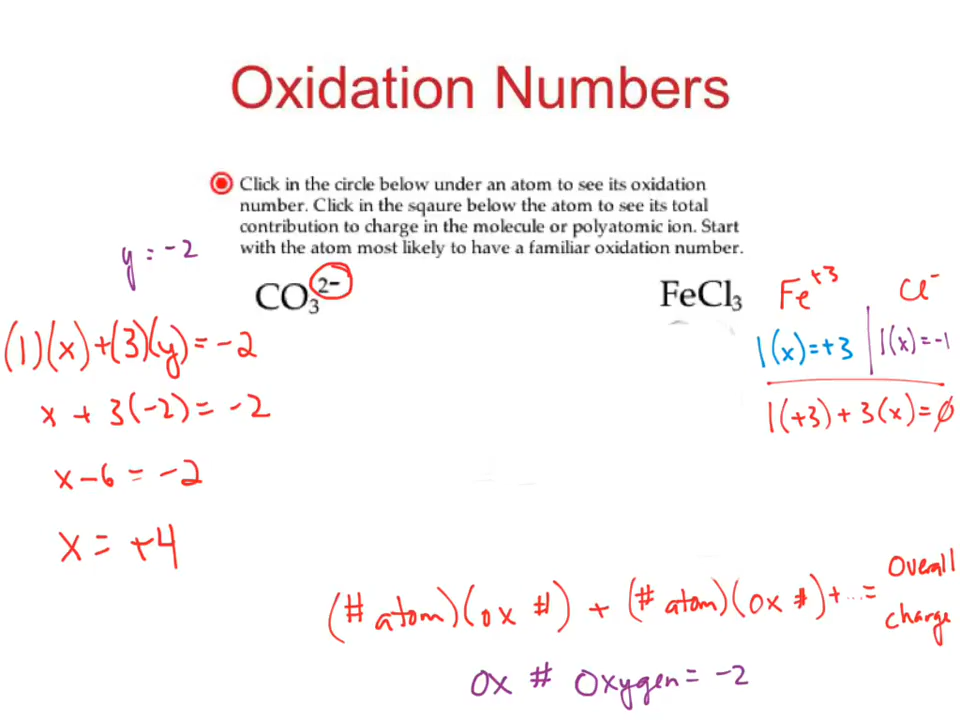 Oxidation Numbers
Click in the circle below under an atom to see its oxidation
number. Click in the sqaure below the atom to see its total
contribution to charge in the molecule or polyatomic ion. Start
with the atom most likely to have a familiar oxidation number.
y = -2
CO₃²⁻
(1)(x)+(3)(y) = -2
x + 3(-2) = -2
x - 6 = -2
x = +4
FeCl₃
Fe⁺³ Cl⁻
1(x)=+3 | 1(x)=-1
1(+3) + 3(x) = ∅
(# atom)(ox #) + (# atom)(ox #)+ ... = Overall charge
ox # oxygen = -2